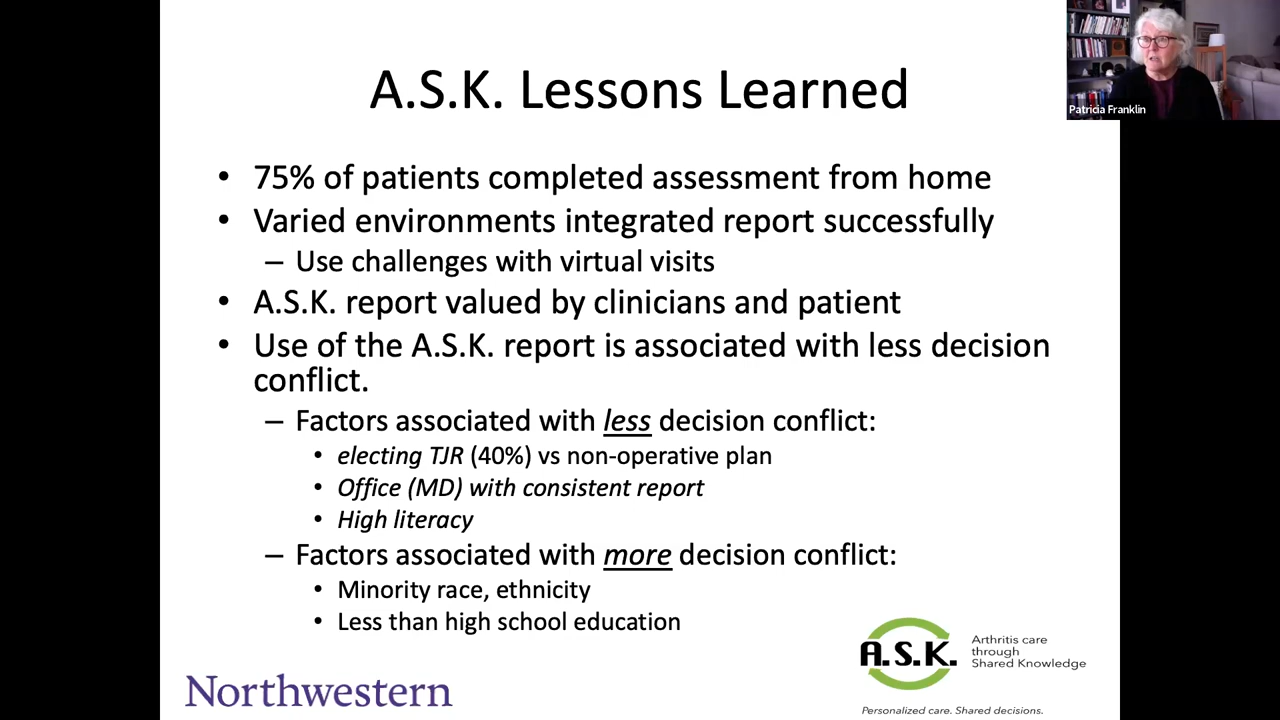 A.S.K. Lessons Learned
Patricia Franklin
• 75% of patients completed assessment from home
• Varied environments integrated report successfully
– Use challenges with virtual visits
• A.S.K. report valued by clinicians and patient
• Use of the A.S.K. report is associated with less decision
conflict.
– Factors associated with less decision conflict:
• electing TJR (40%) vs non-operative plan
• Office (MD) with consistent report
• High literacy
– Factors associated with more decision conflict:
• Minority race, ethnicity
• Less than high school education
Northwestern
A.S.K.
Arthritis care
through
Shared Knowledge
Personalized care. Shared decisions.